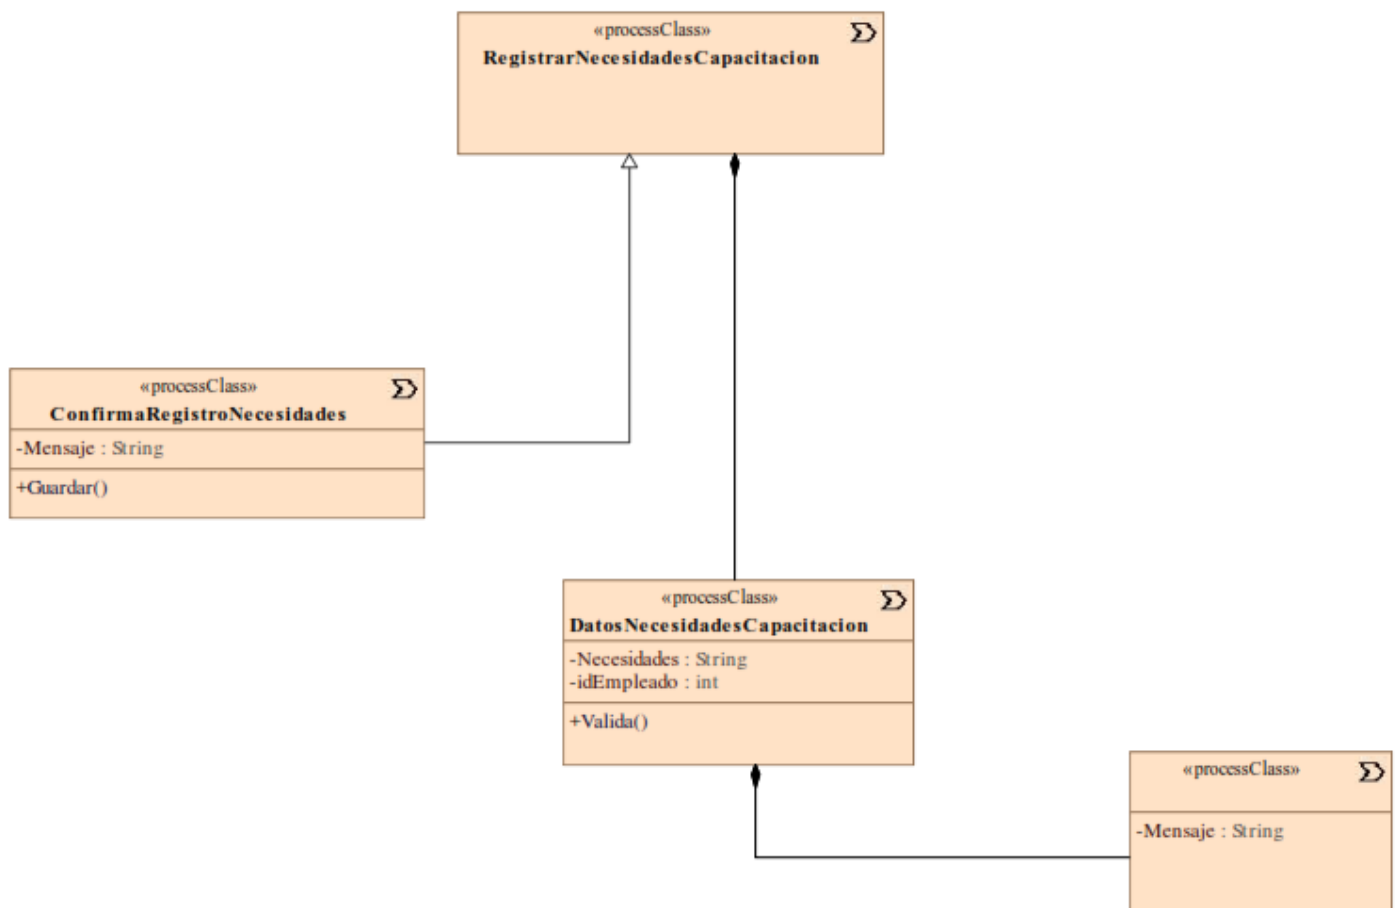 «processClass»
RegistrarNecesidadesCapacitacion
«processClass»
ConfirmaRegistroNecesidades
-Mensaje : String
+Guardar()
«processClass»
DatosNecesidadesCapacitacion
-Necesidades : String
-idEmpleado : int
+Valida()
«processClass»
-Mensaje : String